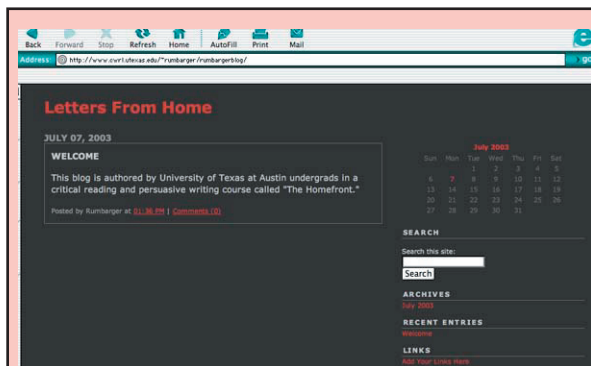 Back Forward Stop Refresh Home AutoFill Print Mail
Address: http://www.cwrl.utexas.edu/~rumbarger/rumbargerblog/ go
Letters From Home
JULY 07, 2003
WELCOME
This blog is authored by University of Texas at Austin undergrads in a
critical reading and persuasive writing course called "The Homefront."
Posted by Rumbarger at 01:36 PM | Comments (0)
July 2003
Sun Mon Tue Wed Thu Fri Sat
1 2 3 4 5
6 7 8 9 10 11 12
13 14 15 16 17 18 19
20 21 22 23 24 25 26
27 28 29 30 31
SEARCH
Search this site:
Search
ARCHIVES
July 2003
RECENT ENTRIES
Welcome
LINKS
Add Your Links Here